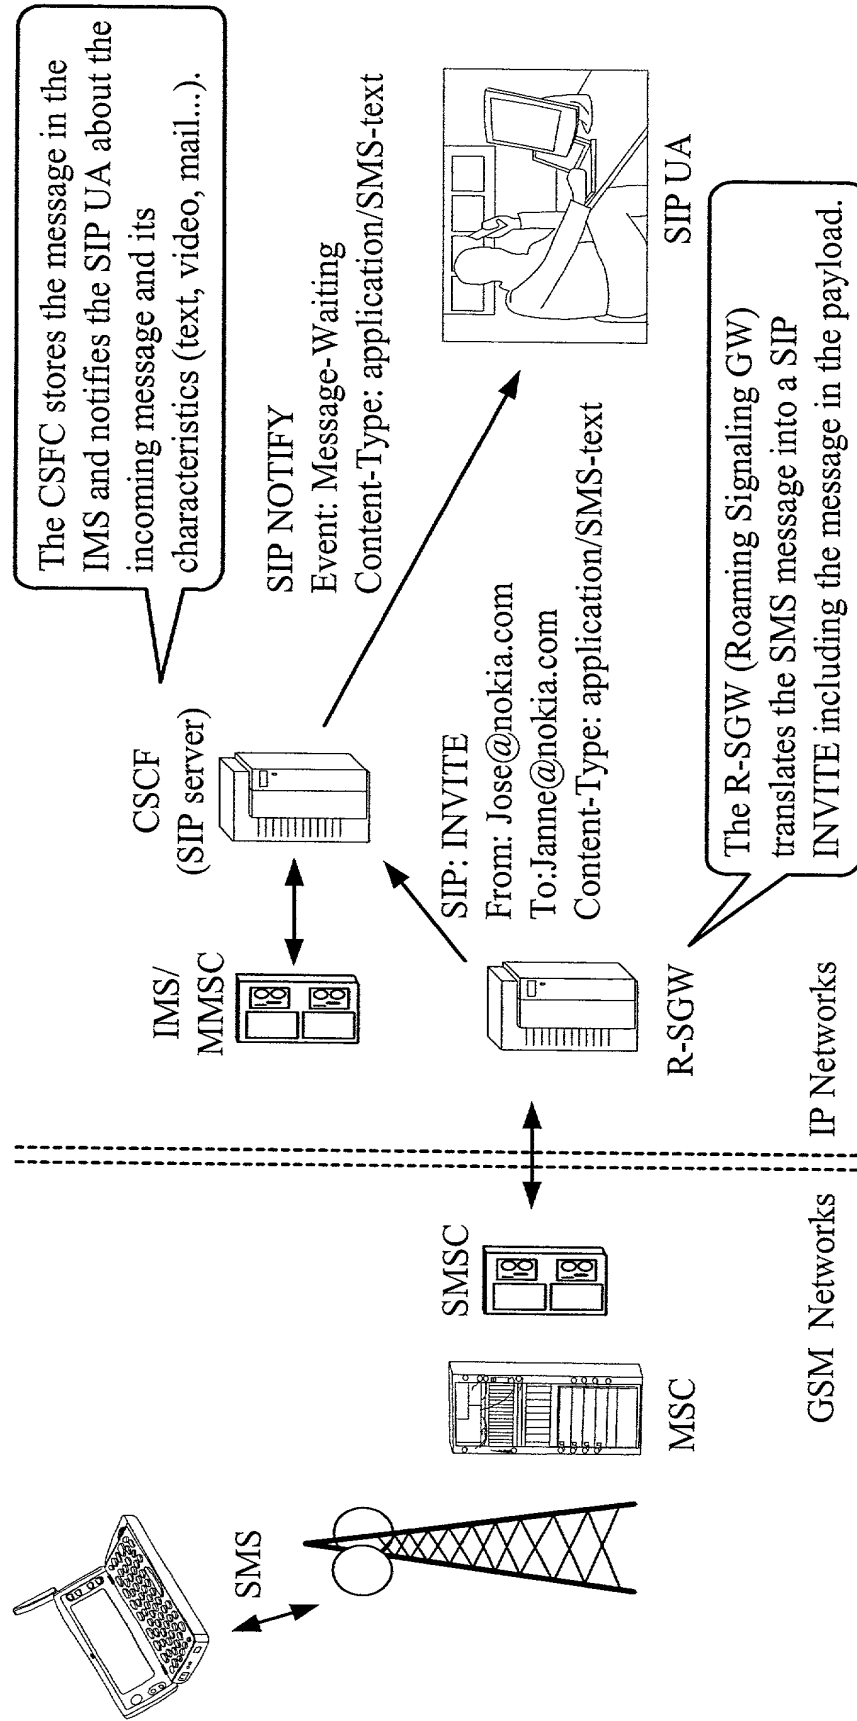 The CSFC stores the message in the
IMS and notifies the SIP UA about the
incoming message and its
characteristics (text, video, mail...).
CSCF
(SIP server)
SIP NOTIFY
Event: Message-Waiting
Content-Type: application/SMS-text
IMS/
MMSC
SMS
SIP: INVITE
From: Jose@nokia.com
To:Janne@nokia.com
Content-Type: application/SMS-text
SMSC
MSC
R-SGW
SIP UA
The R-SGW (Roaming Signaling GW)
translates the SMS message into a SIP
INVITE including the message in the payload.
GSM Networks
IP Networks